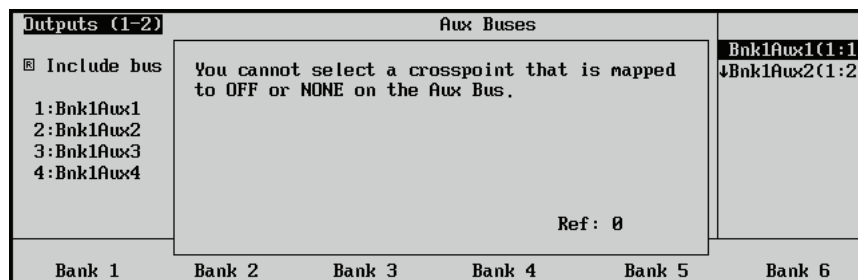 Outputs (1-2)
Aux Buses
R Include bus
1:Bnk1Aux1
2:Bnk1Aux2
3:Bnk1Aux3
4:Bnk1Aux4
You cannot select a crosspoint that is mapped
to OFF or NONE on the Aux Bus.
Ref: 0
Bnk1Aux1(1:1
↓Bnk1Aux2(1:2
Bank 1 Bank 2 Bank 3 Bank 4 Bank 5 Bank 6